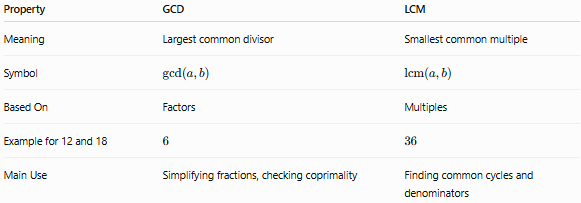 Property GCD LCM
Meaning Largest common divisor Smallest common multiple
Symbol gcd(a, b) lcm(a, b)
Based On Factors Multiples
Example for 12 and 18 6 36
Main Use Simplifying fractions, checking coprimality Finding common cycles and
denominators